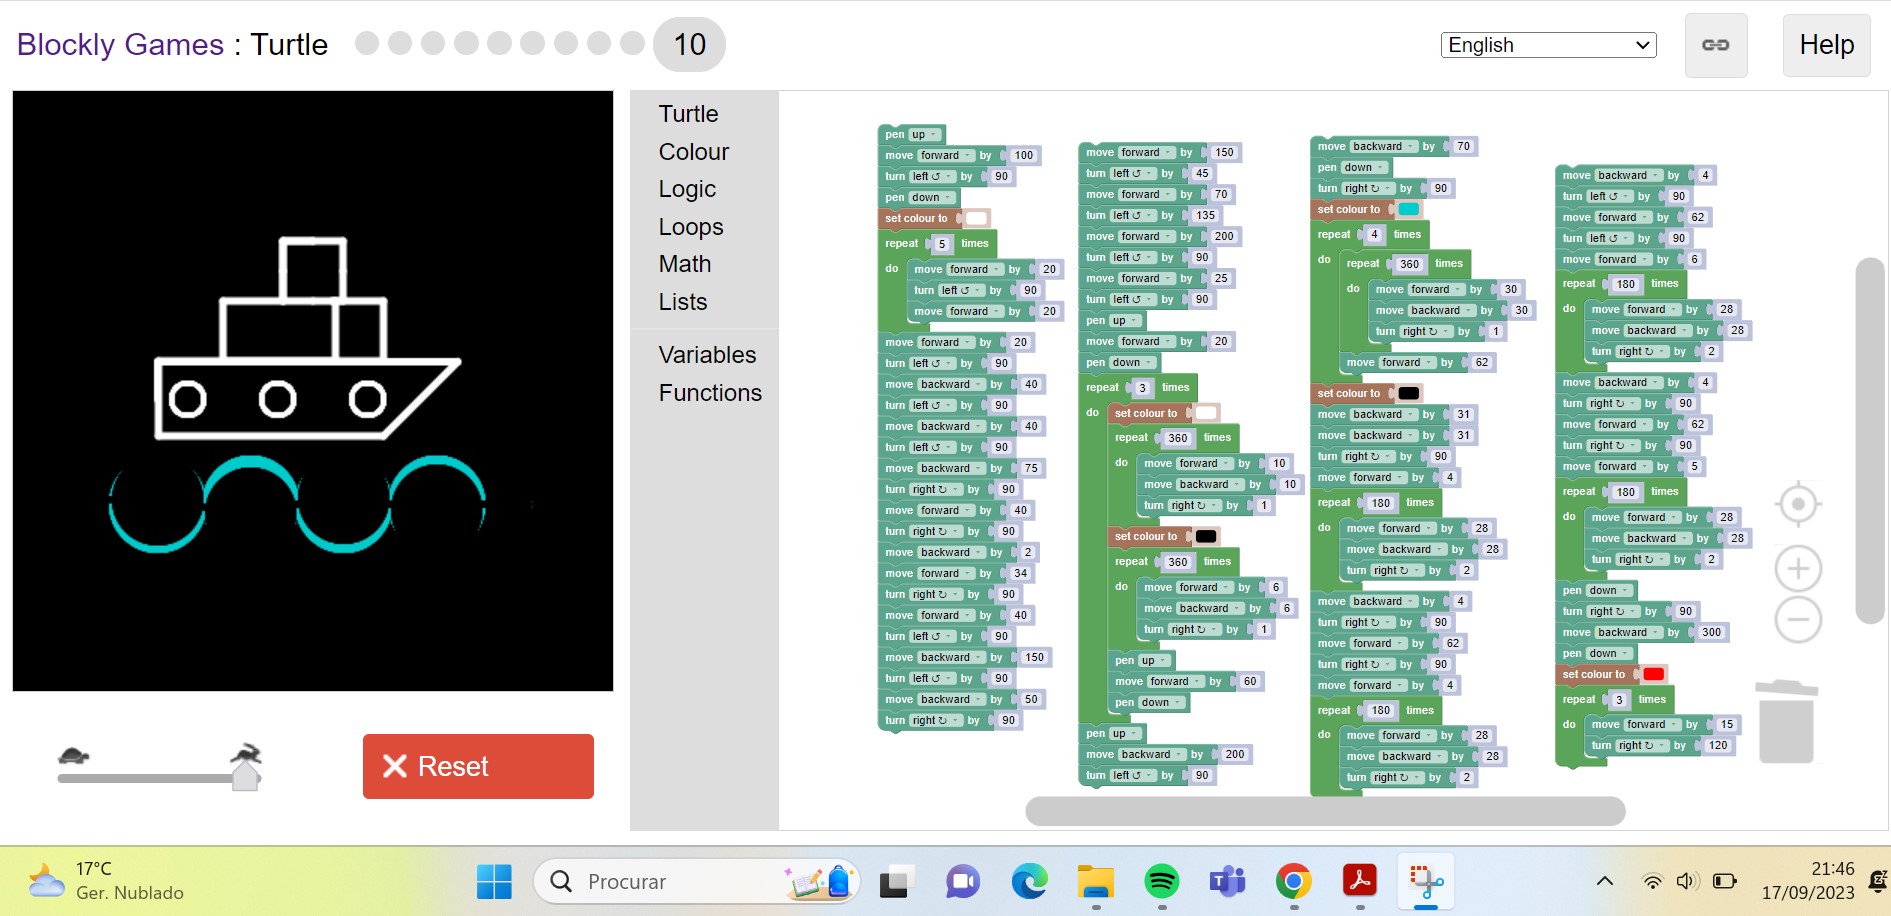 Blockly Games : Turtle
10
English
Help
Turtle
Colour
Logic
Loops
Math
Lists
Variables
Functions
pen up
move forward by 100
turn left ↺ by 90
pen down
set colour to
repeat 5 times
do move forward by 20
turn left ↺ by 90
move forward by 20
move forward by 20
turn left ↺ by 90
move backward by 40
turn left ↺ by 90
move backward by 40
turn left ↺ by 90
move backward by 75
turn right ↻ by 90
move forward by 40
turn right ↻ by 90
move backward by 2
move forward by 34
turn right ↻ by 90
move forward by 40
turn left ↺ by 90
move backward by 150
turn left ↺ by 90
move backward by 50
turn right ↻ by 90
move forward by 150
turn left ↺ by 45
move forward by 70
turn left ↺ by 135
move forward by 200
turn left ↺ by 90
move forward by 25
turn left ↺ by 90
pen up
move forward by 20
pen down
repeat 3 times
do set colour to
repeat 360 times
do move forward by 10
move backward by 10
turn right ↻ by 1
set colour to
repeat 360 times
do move forward by 6
move backward by 6
turn right ↻ by 1
pen up
move forward by 60
pen down
pen up
move backward by 200
turn left ↺ by 90
move backward by 70
pen down
turn right ↻ by 90
set colour to
repeat 4 times
do repeat 360 times
do move forward by 30
move backward by 30
turn right ↻ by 1
move forward by 62
set colour to
move backward by 31
move backward by 31
turn right ↻ by 90
move forward by 4
repeat 180 times
do move forward by 28
move backward by 28
turn right ↻ by 2
move backward by 4
turn right ↻ by 90
move forward by 62
turn right ↻ by 90
move forward by 4
repeat 180 times
do move forward by 28
move backward by 28
turn right ↻ by 2
move backward by 4
turn left ↺ by 90
move forward by 62
turn left ↺ by 90
move forward by 6
repeat 180 times
do move forward by 28
move backward by 28
turn right ↻ by 2
move backward by 4
turn right ↻ by 90
move forward by 62
turn right ↻ by 90
move forward by 5
repeat 180 times
do move forward by 28
move backward by 28
turn right ↻ by 2
pen down
turn right ↻ by 90
move backward by 300
pen down
set colour to
repeat 3 times
do move forward by 15
turn right ↻ by 120
Reset
17°C
Ger. Nublado
Procurar
21:46
17/09/2023